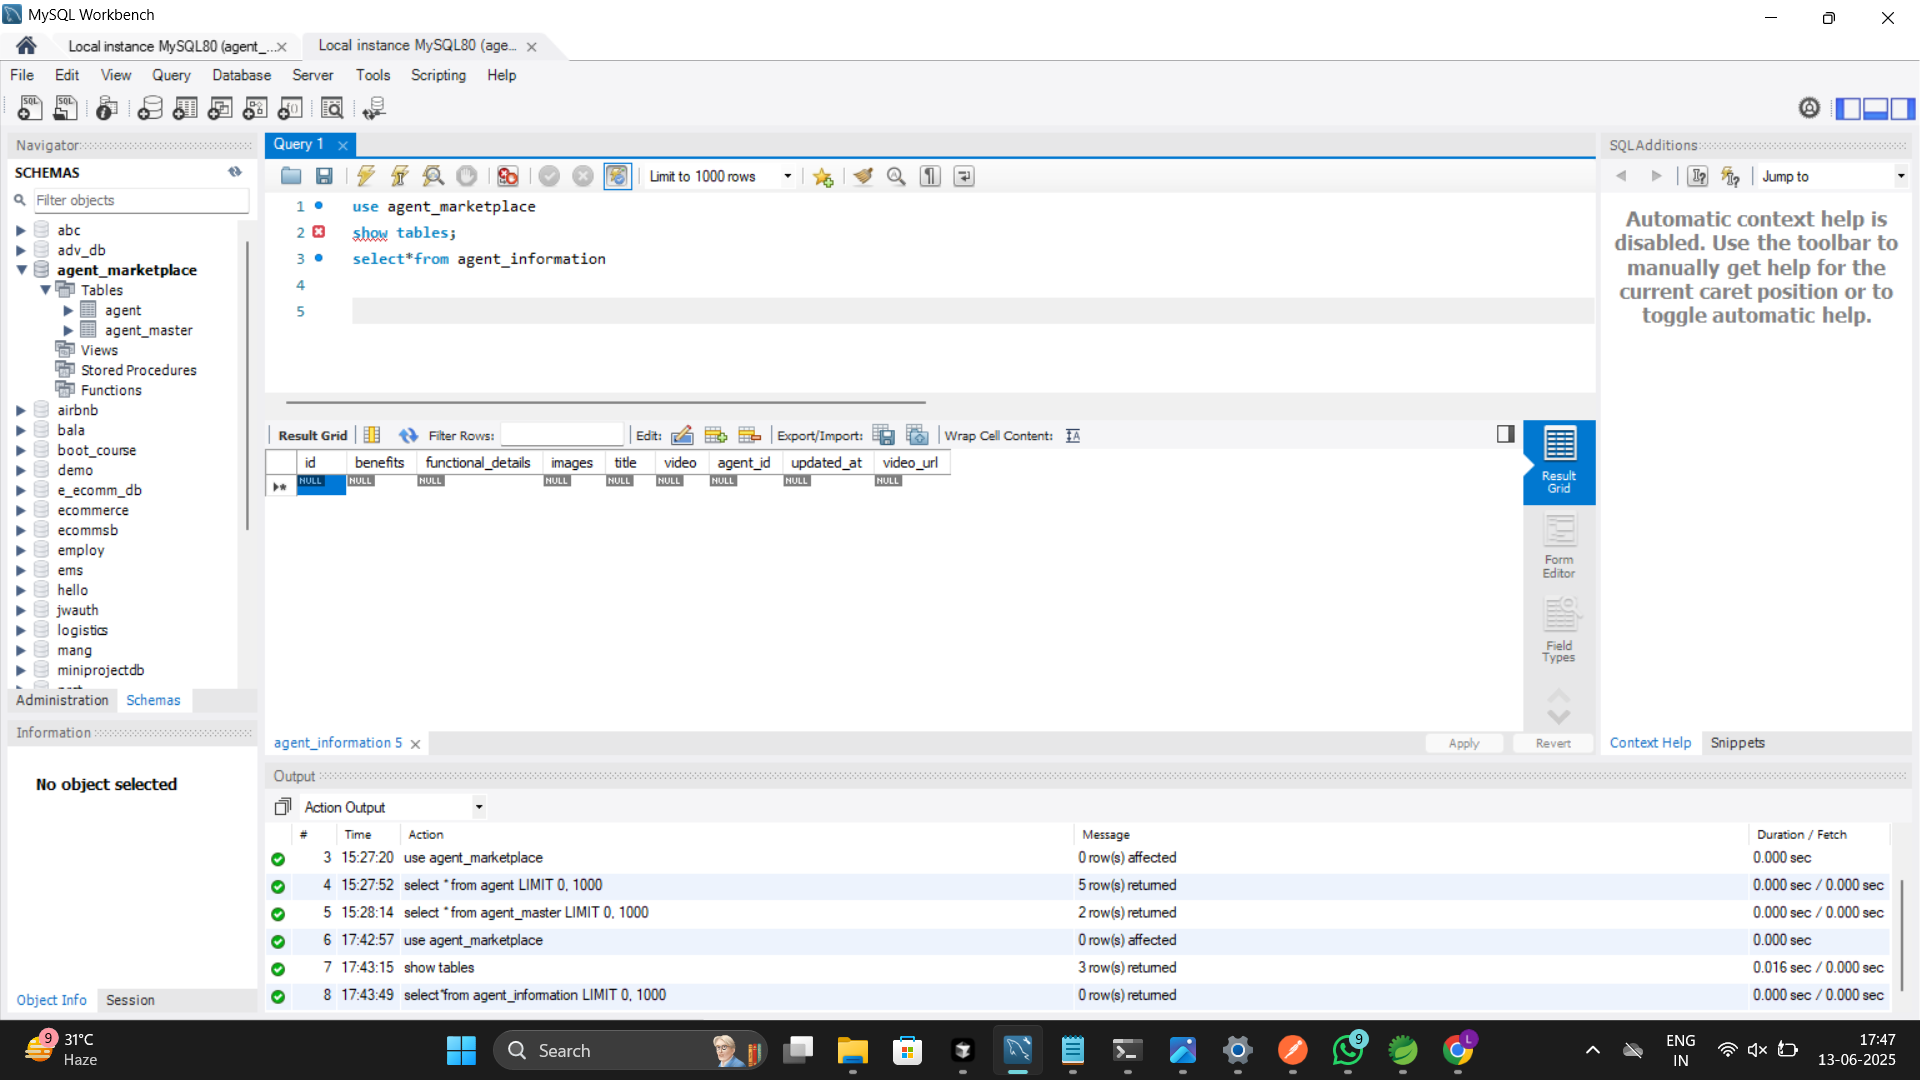 MySQL Workbench
Local instance MySQL80 (agent_...
Local instance MySQL80 (age...
File Edit View Query Database Server Tools Scripting Help
Navigator
SCHEMAS
Filter objects
abc
adv_db
agent_marketplace
Tables
agent
agent_master
Views
Stored Procedures
Functions
airbnb
bala
boot_course
demo
e_ecomm_db
ecommerce
ecommsb
employ
ems
hello
jwauth
logistics
mang
miniprojectdb
Administration Schemas
Information
No object selected
Object Info Session
Query 1
Limit to 1000 rows
1 use agent_marketplace
2 show tables;
3 select*from agent_information
4
5
Result Grid Filter Rows: Edit: Export/Import: Wrap Cell Content:
id benefits functional_details images title video agent_id updated_at video_url
NULL NULL NULL NULL NULL NULL NULL NULL NULL
Result Grid
Form Editor
Field Types
agent_information 5
Apply Revert
SQLAdditions
Jump to
Automatic context help is
disabled. Use the toolbar to
manually get help for the
current caret position or to
toggle automatic help.
Context Help Snippets
Output
Action Output
# Time Action Message Duration / Fetch
3 15:27:20 use agent_marketplace 0 row(s) affected 0.000 sec
4 15:27:52 select * from agent LIMIT 0, 1000 5 row(s) returned 0.000 sec / 0.000 sec
5 15:28:14 select * from agent_master LIMIT 0, 1000 2 row(s) returned 0.000 sec / 0.000 sec
6 17:42:57 use agent_marketplace 0 row(s) affected 0.000 sec
7 17:43:15 show tables 3 row(s) returned 0.016 sec / 0.000 sec
8 17:43:49 select*from agent_information LIMIT 0, 1000 0 row(s) returned 0.000 sec / 0.000 sec
9
31°C
Haze
Search
9
L
ENG
IN
17:47
13-06-2025